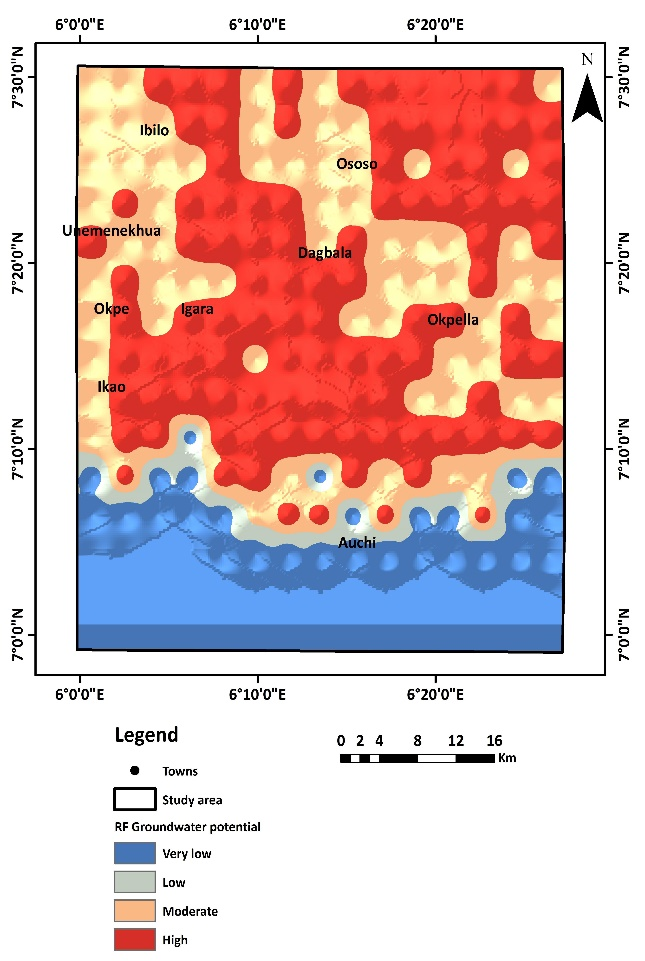 6°0'0"E 6°10'0"E 6°20'0"E
N
7°30'0"N 7°30'0"N
Ibilo
Ososo
Unemenekhua
Dagbala
7°20'0"N 7°20'0"N
Okpe Igara
Okpella
Ikao
7°10'0"N 7°10'0"N
Auchi
7°0'0"N 7°0'0"N
6°0'0"E 6°10'0"E 6°20'0"E
Legend
0 2 4 8 12 16
Km
Towns
Study area
RF Groundwater potential
Very low
Low
Moderate
High